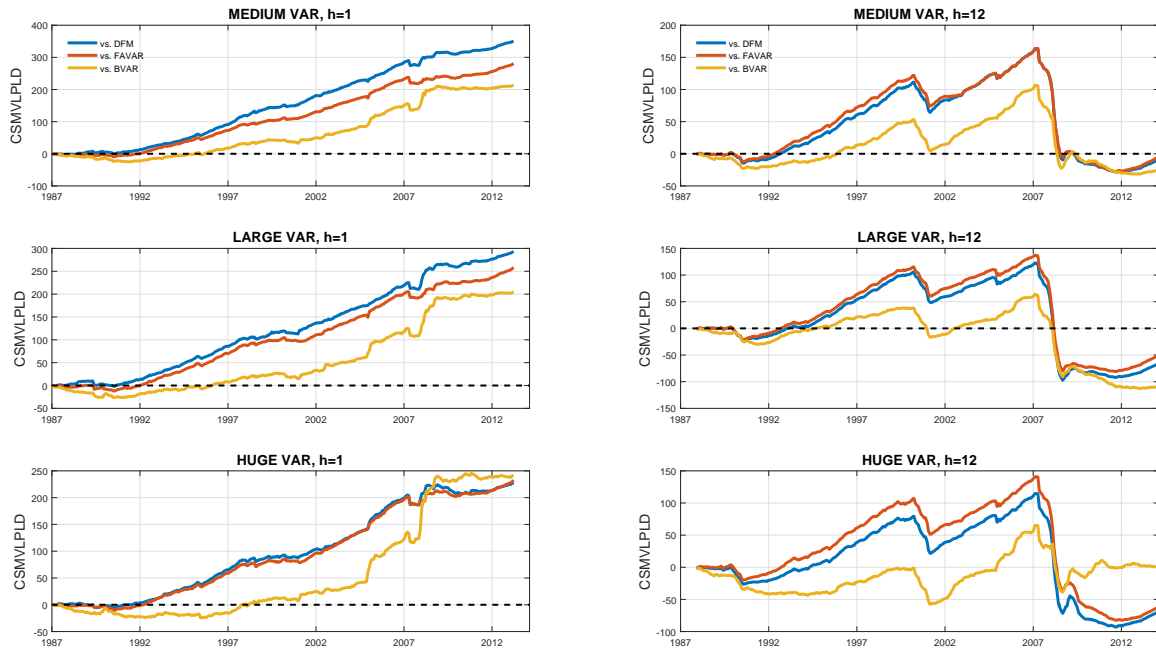 MEDIUM VAR, h=1
CSMVLPLD
400
300
200
100
0
-100
vs. DFM
vs. FAVAR
vs. BVAR
1987 1992 1997 2002 2007 2012
MEDIUM VAR, h=12
CSMVLPLD
200
150
100
50
0
-50
vs. DFM
vs. FAVAR
vs. BVAR
1987 1992 1997 2002 2007 2012
LARGE VAR, h=1
CSMVLPLD
300
250
200
150
100
50
0
-50
1987 1992 1997 2002 2007 2012
LARGE VAR, h=12
CSMVLPLD
150
100
50
0
-50
-100
-150
1987 1992 1997 2002 2007 2012
HUGE VAR, h=1
CSMVLPLD
250
200
150
100
50
0
-50
1987 1992 1997 2002 2007 2012
HUGE VAR, h=12
CSMVLPLD
150
100
50
0
-50
-100
1987 1992 1997 2002 2007 2012